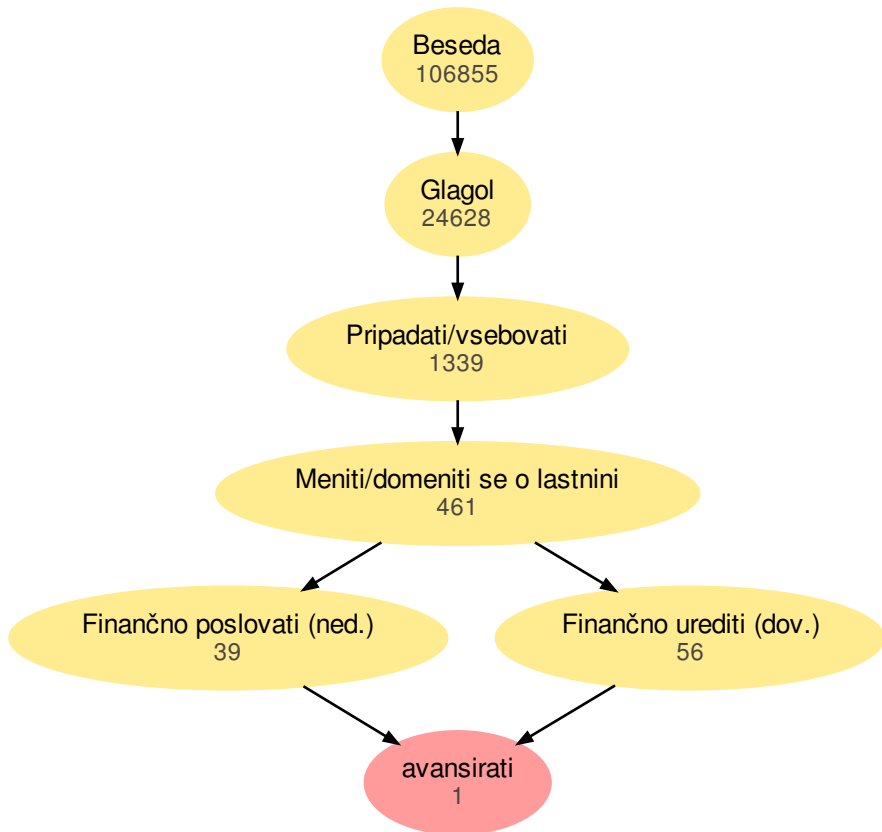 Beseda
106855
Glagol
24628
Pripadati/vsebovati
1339
Meniti/domeniti se o lastnini
461
Finančno poslovati (ned.)
39
Finančno urediti (dov.)
56
avansirati
1